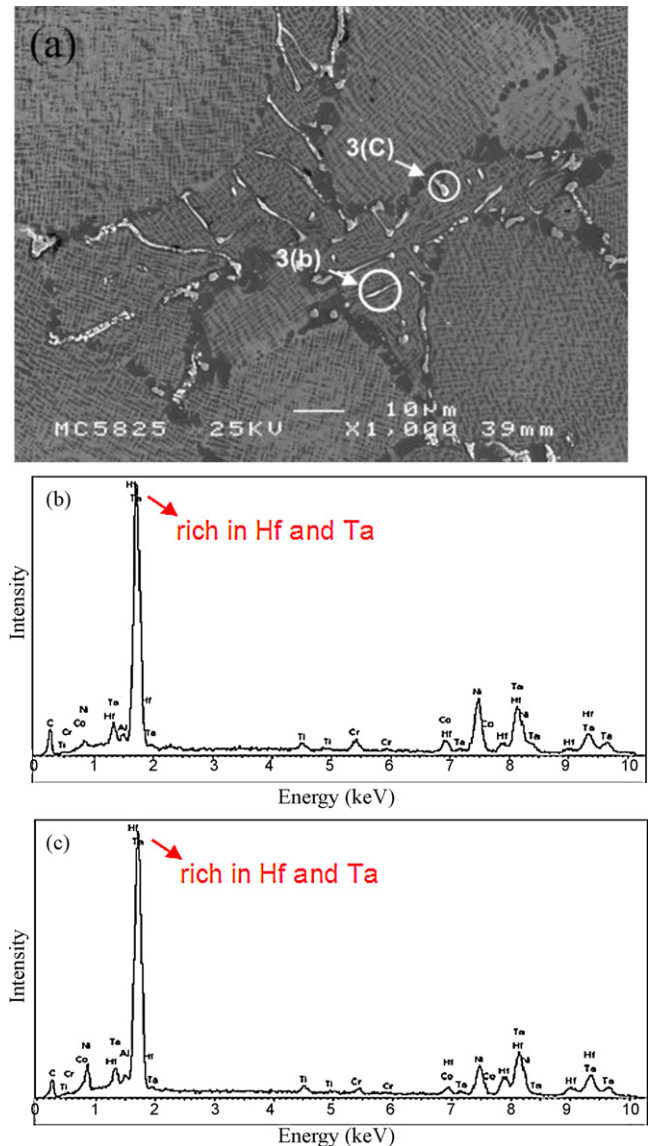 (a)
3(C)
3(b)
10µm
MC5825 25KV X1,000 39mm
(b)
Hf
Ta
rich in Hf and Ta
Intensity
C Ti Cr Co Ni Hf Ta Al Hf Ta Ti Ti Cr Cr Co Hf Ta Ni Co Hf Ta Hf Ni Ta Hf Hf Ta Ta
0 1 2 3 4 5 6 7 8 9 10
Energy (keV)
(c)
Hf
Ta
rich in Hf and Ta
Intensity
C Ti Cr Co Ni Hf Ta Al Hf Ta Ti Ti Cr Cr Hf Co Ta Ni Co Hf Ta Hf Ni Ta Hf Hf Ta Ta
0 1 2 3 4 5 6 7 8 9 10
Energy (keV)